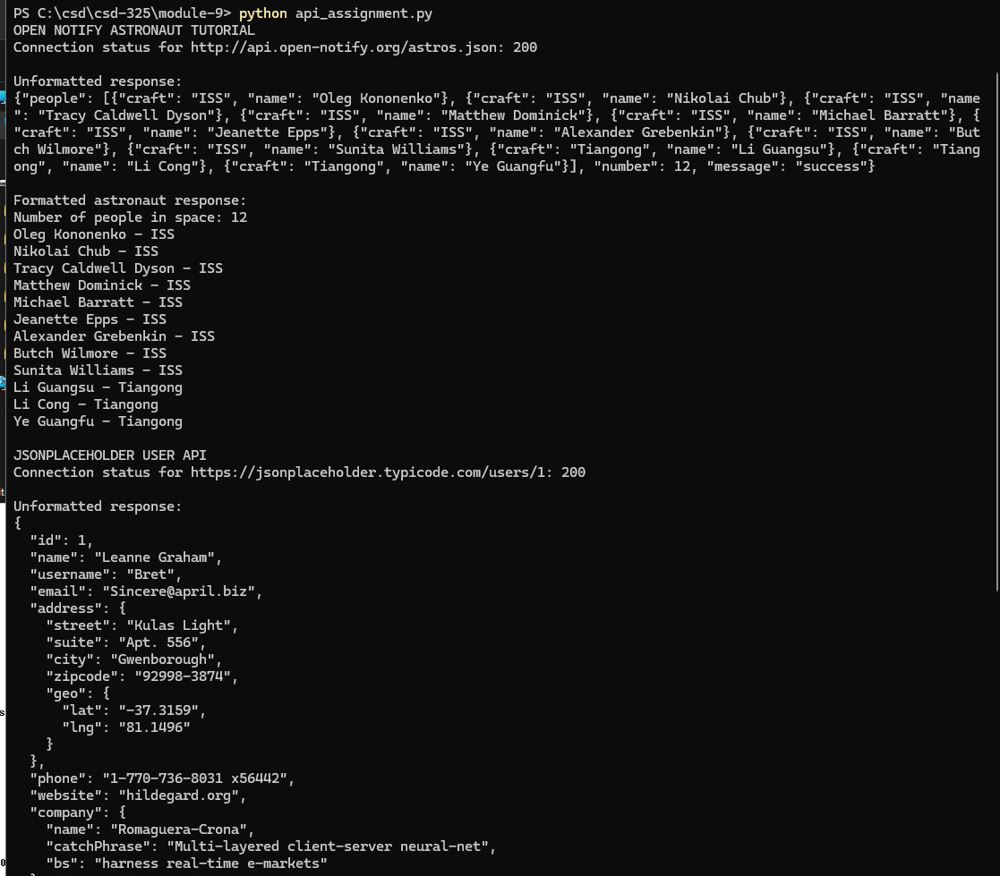 PS C:\csd\csd-325\module-9> python api_assignment.py
OPEN NOTIFY ASTRONAUT TUTORIAL
Connection status for http://api.open-notify.org/astros.json: 200

Unformatted response:
{"people": [{"craft": "ISS", "name": "Oleg Kononenko"}, {"craft": "ISS", "name": "Nikolai Chub"}, {"craft": "ISS", "name
": "Tracy Caldwell Dyson"}, {"craft": "ISS", "name": "Matthew Dominick"}, {"craft": "ISS", "name": "Michael Barratt"}, {
"craft": "ISS", "name": "Jeanette Epps"}, {"craft": "ISS", "name": "Alexander Grebenkin"}, {"craft": "ISS", "name": "But
ch Wilmore"}, {"craft": "ISS", "name": "Sunita Williams"}, {"craft": "Tiangong", "name": "Li Guangsu"}, {"craft": "Tiang
ong", "name": "Li Cong"}, {"craft": "Tiangong", "name": "Ye Guangfu"}], "number": 12, "message": "success"}

Formatted astronaut response:
Number of people in space: 12
Oleg Kononenko - ISS
Nikolai Chub - ISS
Tracy Caldwell Dyson - ISS
Matthew Dominick - ISS
Michael Barratt - ISS
Jeanette Epps - ISS
Alexander Grebenkin - ISS
Butch Wilmore - ISS
Sunita Williams - ISS
Li Guangsu - Tiangong
Li Cong - Tiangong
Ye Guangfu - Tiangong

JSONPLACEHOLDER USER API
Connection status for https://jsonplaceholder.typicode.com/users/1: 200

Unformatted response:
{
  "id": 1,
  "name": "Leanne Graham",
  "username": "Bret",
  "email": "Sincere@april.biz",
  "address": {
    "street": "Kulas Light",
    "suite": "Apt. 556",
    "city": "Gwenborough",
    "zipcode": "92998-3874",
    "geo": {
      "lat": "-37.3159",
      "lng": "81.1496"
    }
  },
  "phone": "1-770-736-8031 x56442",
  "website": "hildegard.org",
  "company": {
    "name": "Romaguera-Crona",
    "catchPhrase": "Multi-layered client-server neural-net",
    "bs": "harness real-time e-markets"